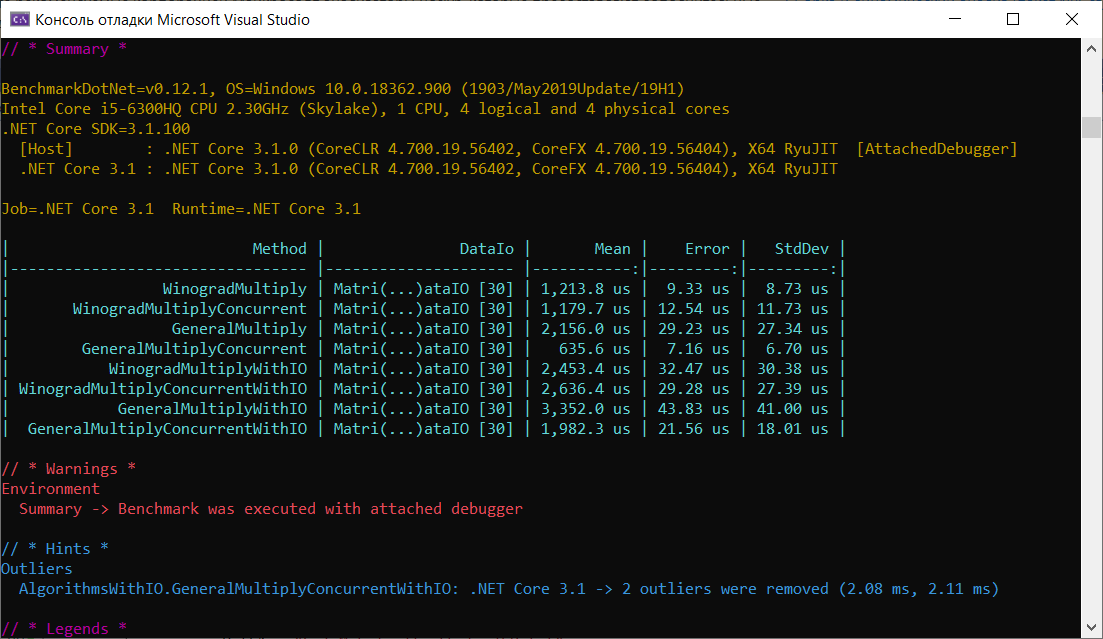 Консоль отладки Microsoft Visual Studio
// * Summary *
BenchmarkDotNet=v0.12.1, OS=Windows 10.0.18362.900 (1903/May2019Update/19H1)
Intel Core i5-6300HQ CPU 2.30GHz (Skylake), 1 CPU, 4 logical and 4 physical cores
.NET Core SDK=3.1.100
  [Host]        : .NET Core 3.1.0 (CoreCLR 4.700.19.56402, CoreFX 4.700.19.56404), X64 RyuJIT  [AttachedDebugger]
  .NET Core 3.1 : .NET Core 3.1.0 (CoreCLR 4.700.19.56402, CoreFX 4.700.19.56404), X64 RyuJIT
Job=.NET Core 3.1  Runtime=.NET Core 3.1
|                           Method |               DataIo |       Mean |    Error |   StdDev |
|--------------------------------- |--------------------- |-----------:|---------:|---------:|
|                 WinogradMultiply | Matri(...)ataIO [30] | 1,213.8 us |  9.33 us |  8.73 us |
|       WinogradMultiplyConcurrent | Matri(...)ataIO [30] | 1,179.7 us | 12.54 us | 11.73 us |
|                  GeneralMultiply | Matri(...)ataIO [30] | 2,156.0 us | 29.23 us | 27.34 us |
|        GeneralMultiplyConcurrent | Matri(...)ataIO [30] |   635.6 us |  7.16 us |  6.70 us |
|           WinogradMultiplyWithIO | Matri(...)ataIO [30] | 2,453.4 us | 32.47 us | 30.38 us |
| WinogradMultiplyConcurrentWithIO | Matri(...)ataIO [30] | 2,636.4 us | 29.28 us | 27.39 us |
|            GeneralMultiplyWithIO | Matri(...)ataIO [30] | 3,352.0 us | 43.83 us | 41.00 us |
|  GeneralMultiplyConcurrentWithIO | Matri(...)ataIO [30] | 1,982.3 us | 21.56 us | 18.01 us |
// * Warnings *
Environment
  Summary -> Benchmark was executed with attached debugger
// * Hints *
Outliers
  AlgorithmsWithIO.GeneralMultiplyConcurrentWithIO: .NET Core 3.1 -> 2 outliers were removed (2.08 ms, 2.11 ms)
// * Legends *